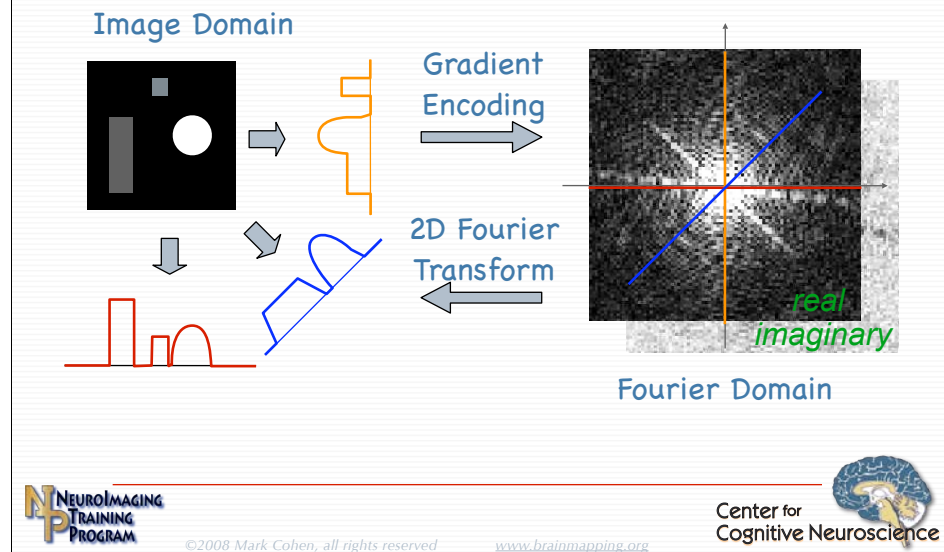 Image Domain
Gradient
Encoding
2D Fourier
Transform
real
imaginary
Fourier Domain
NP
NeuroImaging
Training
Program
©2008 Mark Cohen, all rights reserved
www.brainmapping.org
Center for
Cognitive Neuroscience